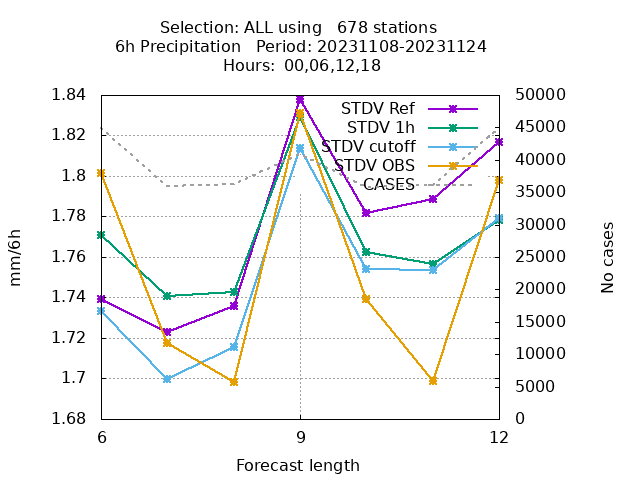 Selection: ALL using   678 stations
6h Precipitation   Period: 20231108-20231124
Hours: 00,06,12,18
STDV Ref
STDV 1h
STDV cutoff
STDV OBS
CASES
mm/6h
1.84
1.82
1.8
1.78
1.76
1.74
1.72
1.7
1.68
50000
45000
40000
35000
30000
25000
20000
15000
10000
5000
0
No cases
6 9 12
Forecast length